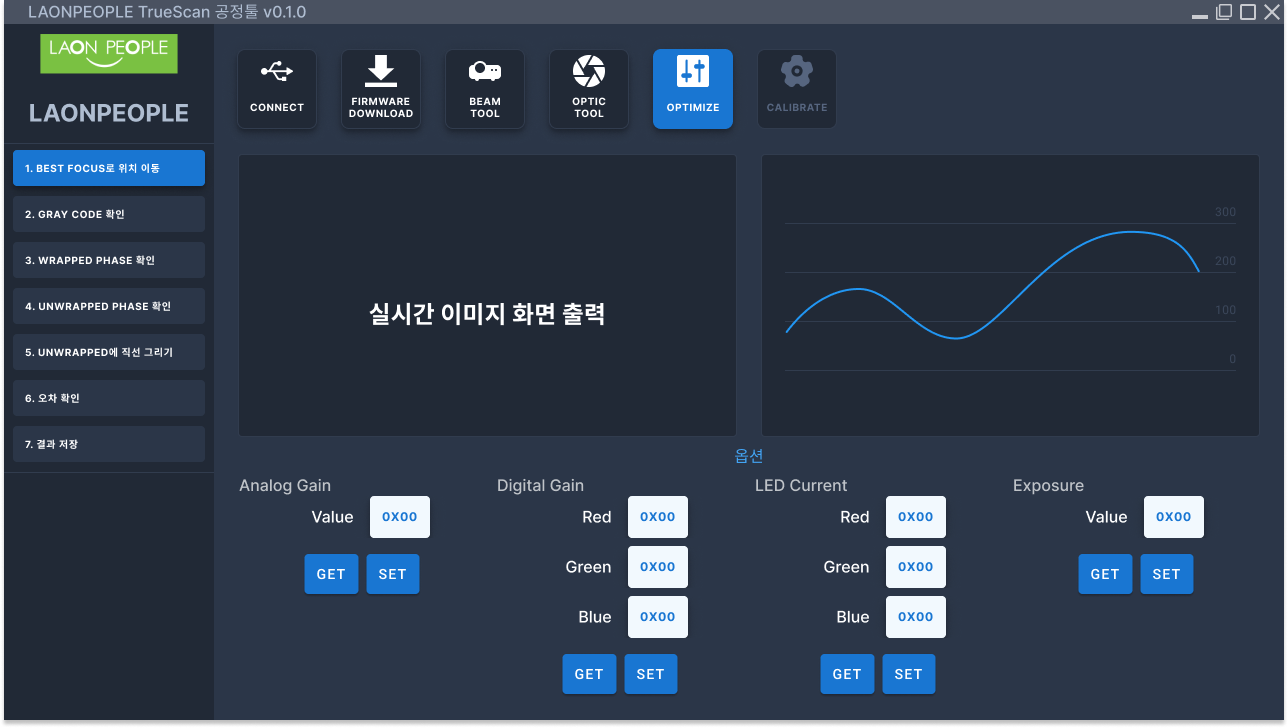 LAONPEOPLE TrueScan 공정툴 v0.1.0
LAON PEOPLE
LAONPEOPLE
1. BEST FOCUS로 위치 이동
2. GRAY CODE 확인
3. WRAPPED PHASE 확인
4. UNWRAPPED PHASE 확인
5. UNWRAPPED에 직선 그리기
6. 오차 확인
7. 결과 저장
CONNECT
FIRMWARE
DOWNLOAD
BEAM
TOOL
OPTIC
TOOL
OPTIMIZE
CALIBRATE
실시간 이미지 화면 출력
300
200
100
0
옵션
Analog Gain
Value 0X00
GET SET
Digital Gain
Red 0X00
Green 0X00
Blue 0X00
GET SET
LED Current
Red 0X00
Green 0X00
Blue 0X00
GET SET
Exposure
Value 0X00
GET SET